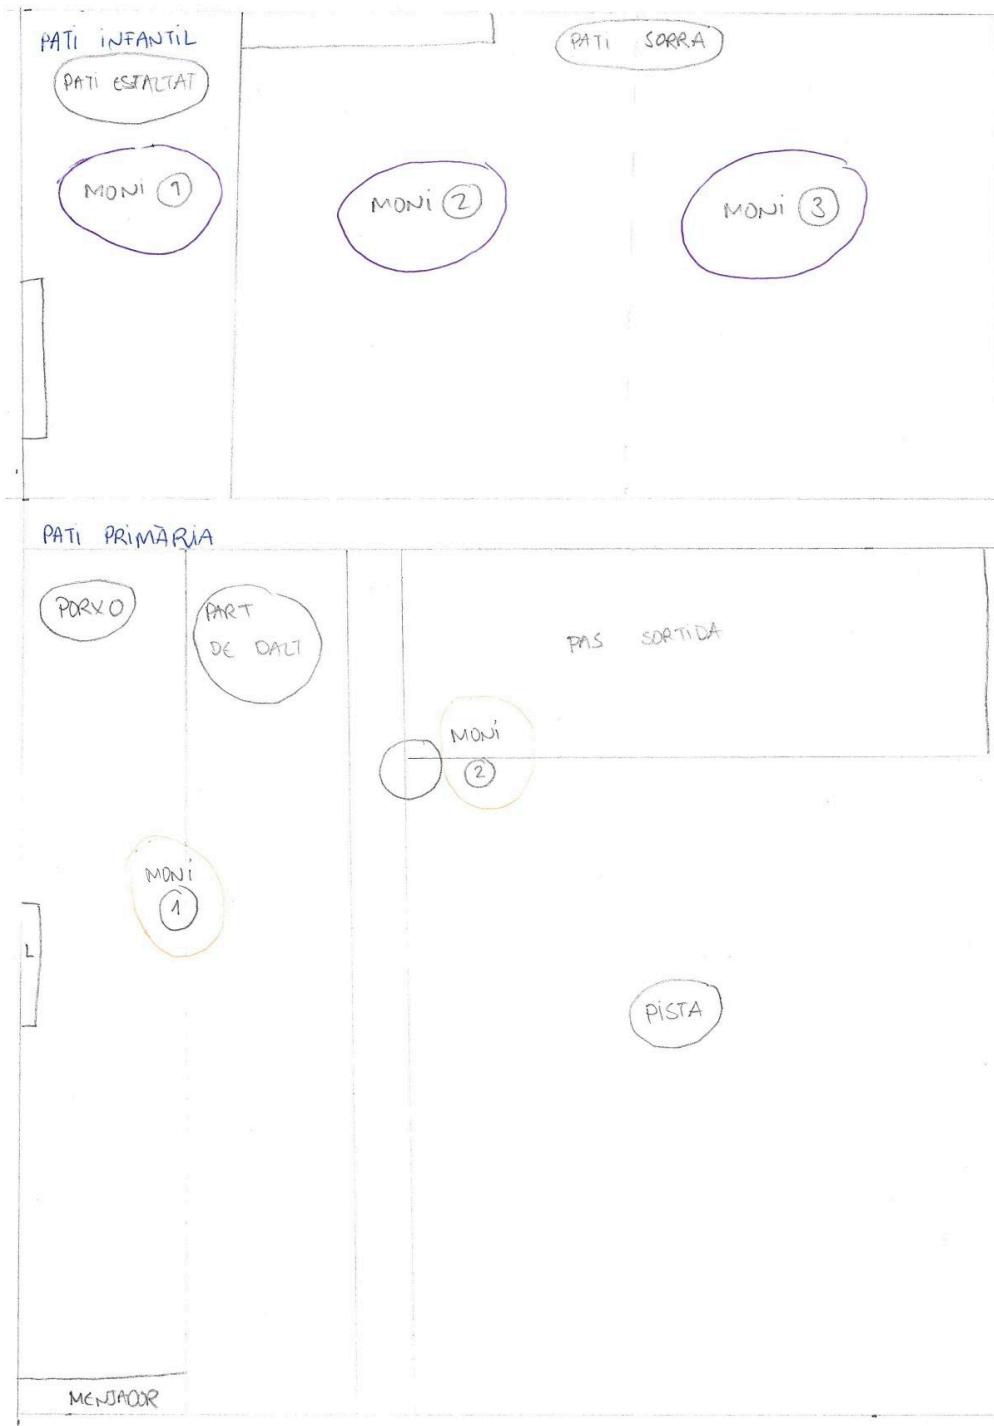 PATI INFANTIL
PATI ESFALTAT
PATI SORRA
MONI 1
MONI 2
MONI 3
PATI PRIMÀRIA
PORXO
PART
DE DALT
PAS SORTIDA
MONI
2
MONI
1
L
PISTA
MENJADOR